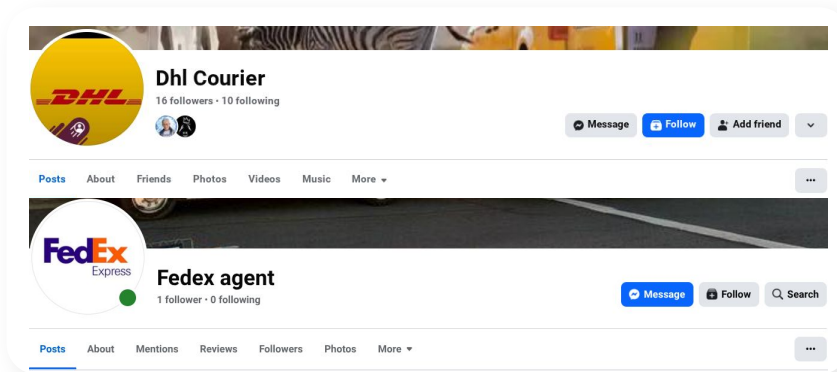 DHL
Dhl Courier
16 followers · 10 following
Message Follow Add friend
Posts About Friends Photos Videos Music More
FedEx
Express
Fedex agent
1 follower · 0 following
Message Follow Search
Posts About Mentions Reviews Followers Photos More